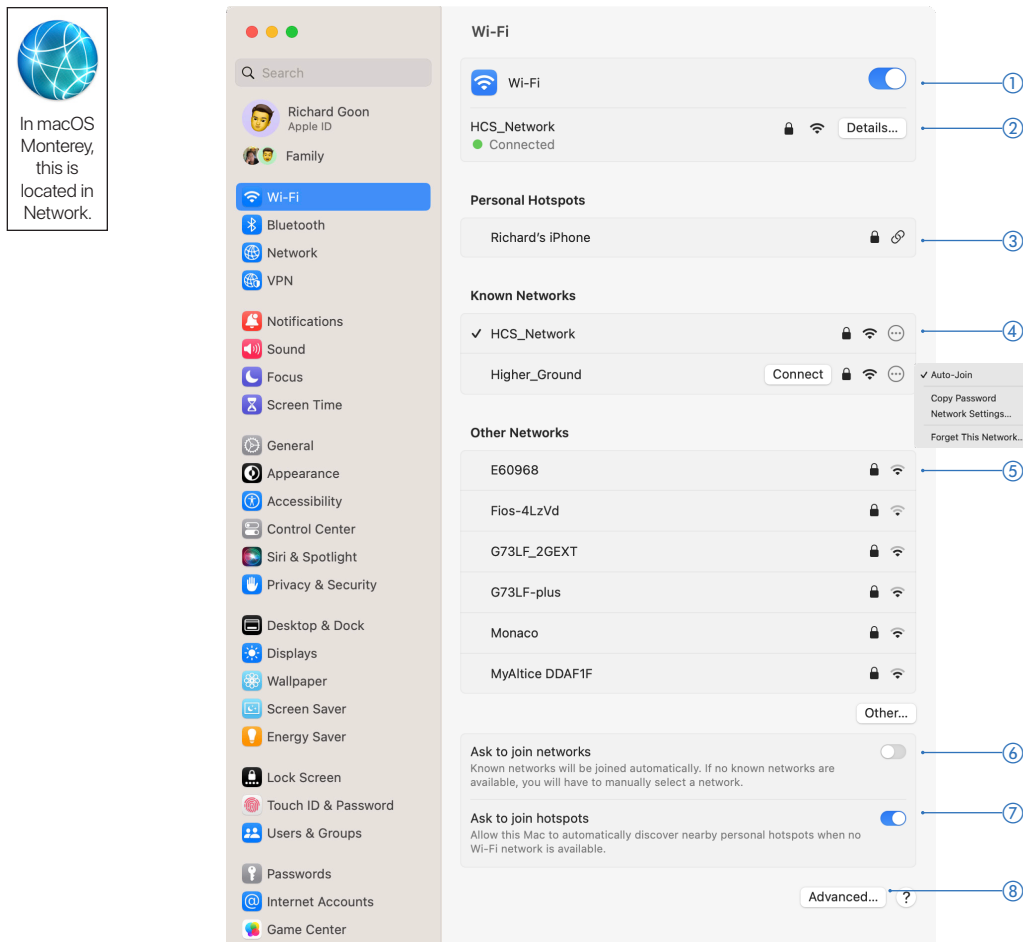 In macOS
Monterey,
this is
located in
Network.
Search
Richard Goon
Apple ID
Family
Wi-Fi
Bluetooth
Network
VPN
Notifications
Sound
Focus
Screen Time
General
Appearance
Accessibility
Control Center
Siri & Spotlight
Privacy & Security
Desktop & Dock
Displays
Wallpaper
Screen Saver
Energy Saver
Lock Screen
Touch ID & Password
Users & Groups
Passwords
Internet Accounts
Game Center
Wi-Fi
Wi-Fi
1
HCS_Network
Connected
Details...
2
Personal Hotspots
Richard's iPhone
3
Known Networks
✓ HCS_Network
4
Higher_Ground Connect
✓ Auto-Join
Copy Password
Network Settings...
Forget This Network..
Other Networks
E60968
5
Fios-4LzVd
G73LF_2GEXT
G73LF-plus
Monaco
MyAltice DDAF1F
Other...
Ask to join networks
6
Known networks will be joined automatically. If no known networks are
available, you will have to manually select a network.
Ask to join hotspots
7
Allow this Mac to automatically discover nearby personal hotspots when no
Wi-Fi network is available.
Advanced... ?
8